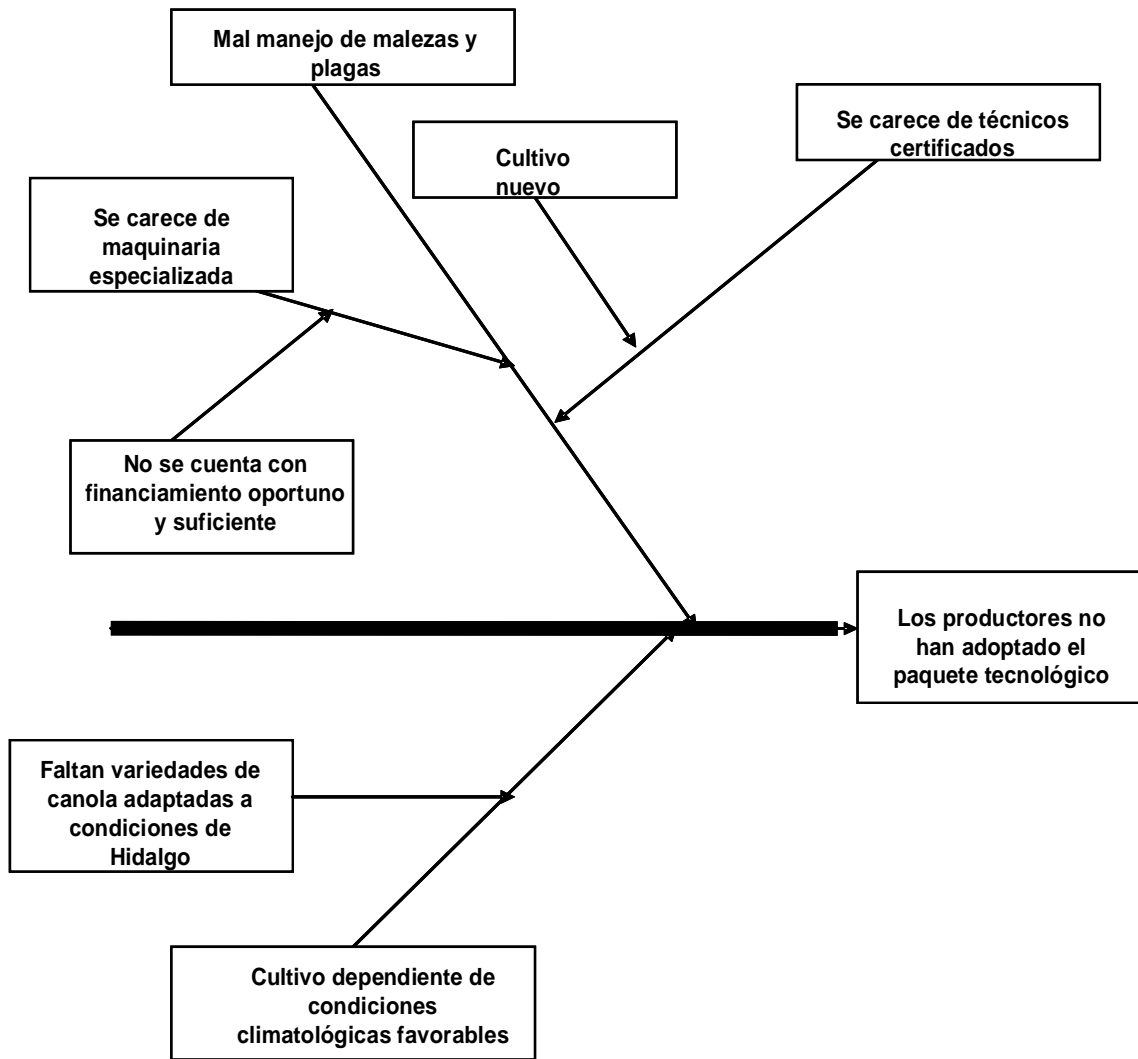 Mal manejo de malezas y
plagas
Cultivo
nuevo
Se carece de técnicos
certificados
Se carece de
maquinaria
especializada
No se cuenta con
financiamiento oportuno
y suficiente
Los productores no
han adoptado el
paquete tecnológico
Faltan variedades de
canola adaptadas a
condiciones de
Hidalgo
Cultivo dependiente de
condiciones
climatológicas favorables